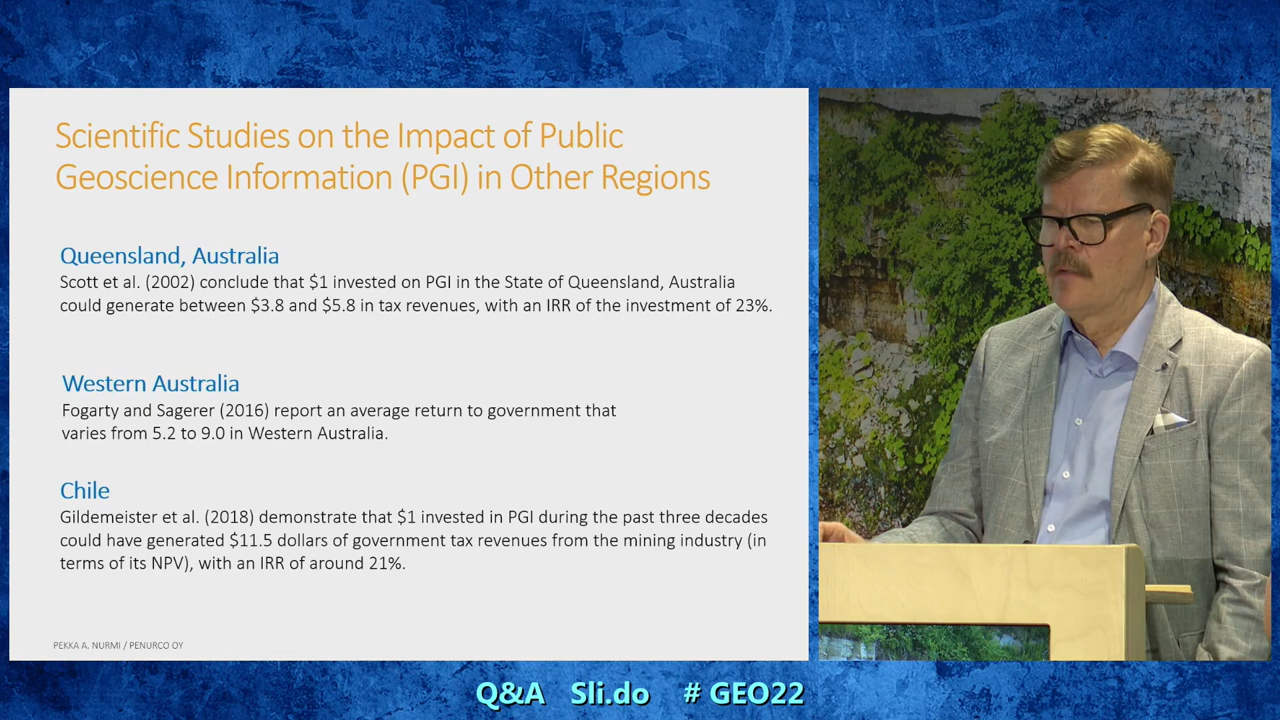 Scientific Studies on the Impact of Public
Geoscience Information (PGI) in Other Regions
Queensland, Australia
Scott et al. (2002) conclude that $1 invested on PGI in the State of Queensland, Australia
could generate between $3.8 and $5.8 in tax revenues, with an IRR of the investment of 23%.
Western Australia
Fogarty and Sagerer (2016) report an average return to government that
varies from 5.2 to 9.0 in Western Australia.
Chile
Gildemeister et al. (2018) demonstrate that $1 invested in PGI during the past three decades
could have generated $11.5 dollars of government tax revenues from the mining industry (in
terms of its NPV), with an IRR of around 21%.
PEKKA A. NURMI / PENURCO OY
Q&A Sli.do # GEO22